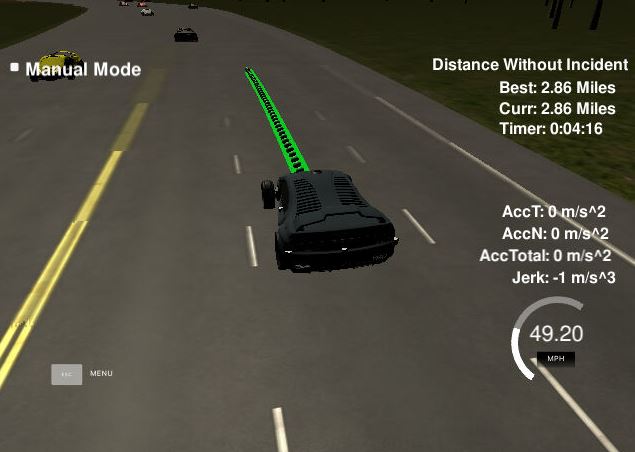 Manual Mode
Distance Without Incident
Best: 2.86 Miles
Curr: 2.86 Miles
Timer: 0:04:16
AccT: 0 m/s^2
AccN: 0 m/s^2
AccTotal: 0 m/s^2
Jerk: -1 m/s^3
49.20
MPH
ESC MENU